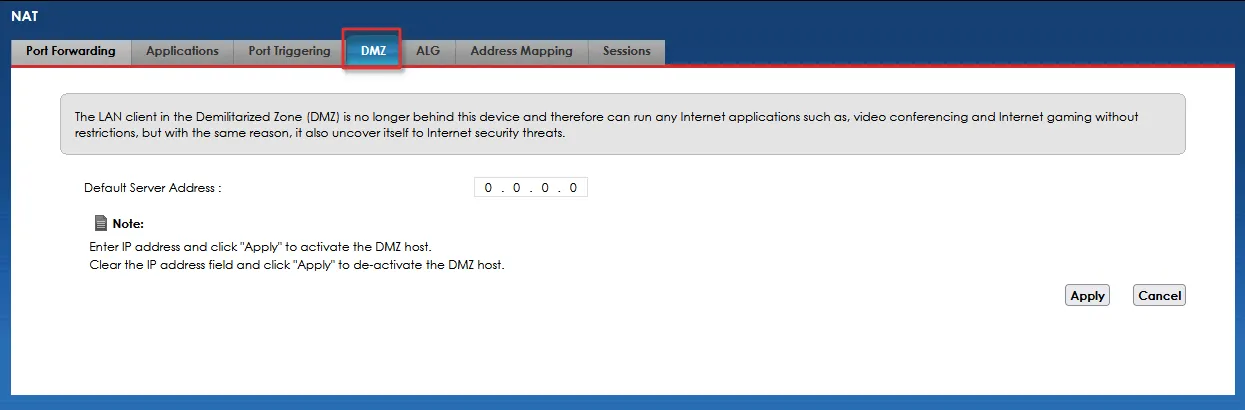 NAT
Port Forwarding Applications Port Triggering DMZ ALG Address Mapping Sessions
The LAN client in the Demilitarized Zone (DMZ) is no longer behind this device and therefore can run any Internet applications such as, video conferencing and Internet gaming without
restrictions, but with the same reason, it also uncover itself to Internet security threats.
Default Server Address : 0 . 0 . 0 . 0
Note:
Enter IP address and click "Apply" to activate the DMZ host.
Clear the IP address field and click "Apply" to de-activate the DMZ host.
Apply Cancel